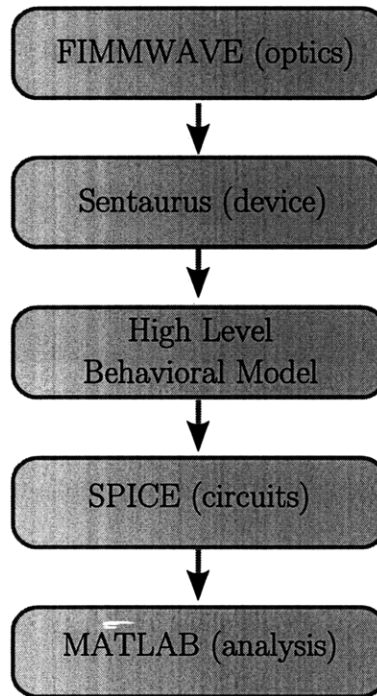 FIMMWAVE (optics)
Sentaurus (device)
High Level
Behavioral Model
SPICE (circuits)
MATLAB (analysis)